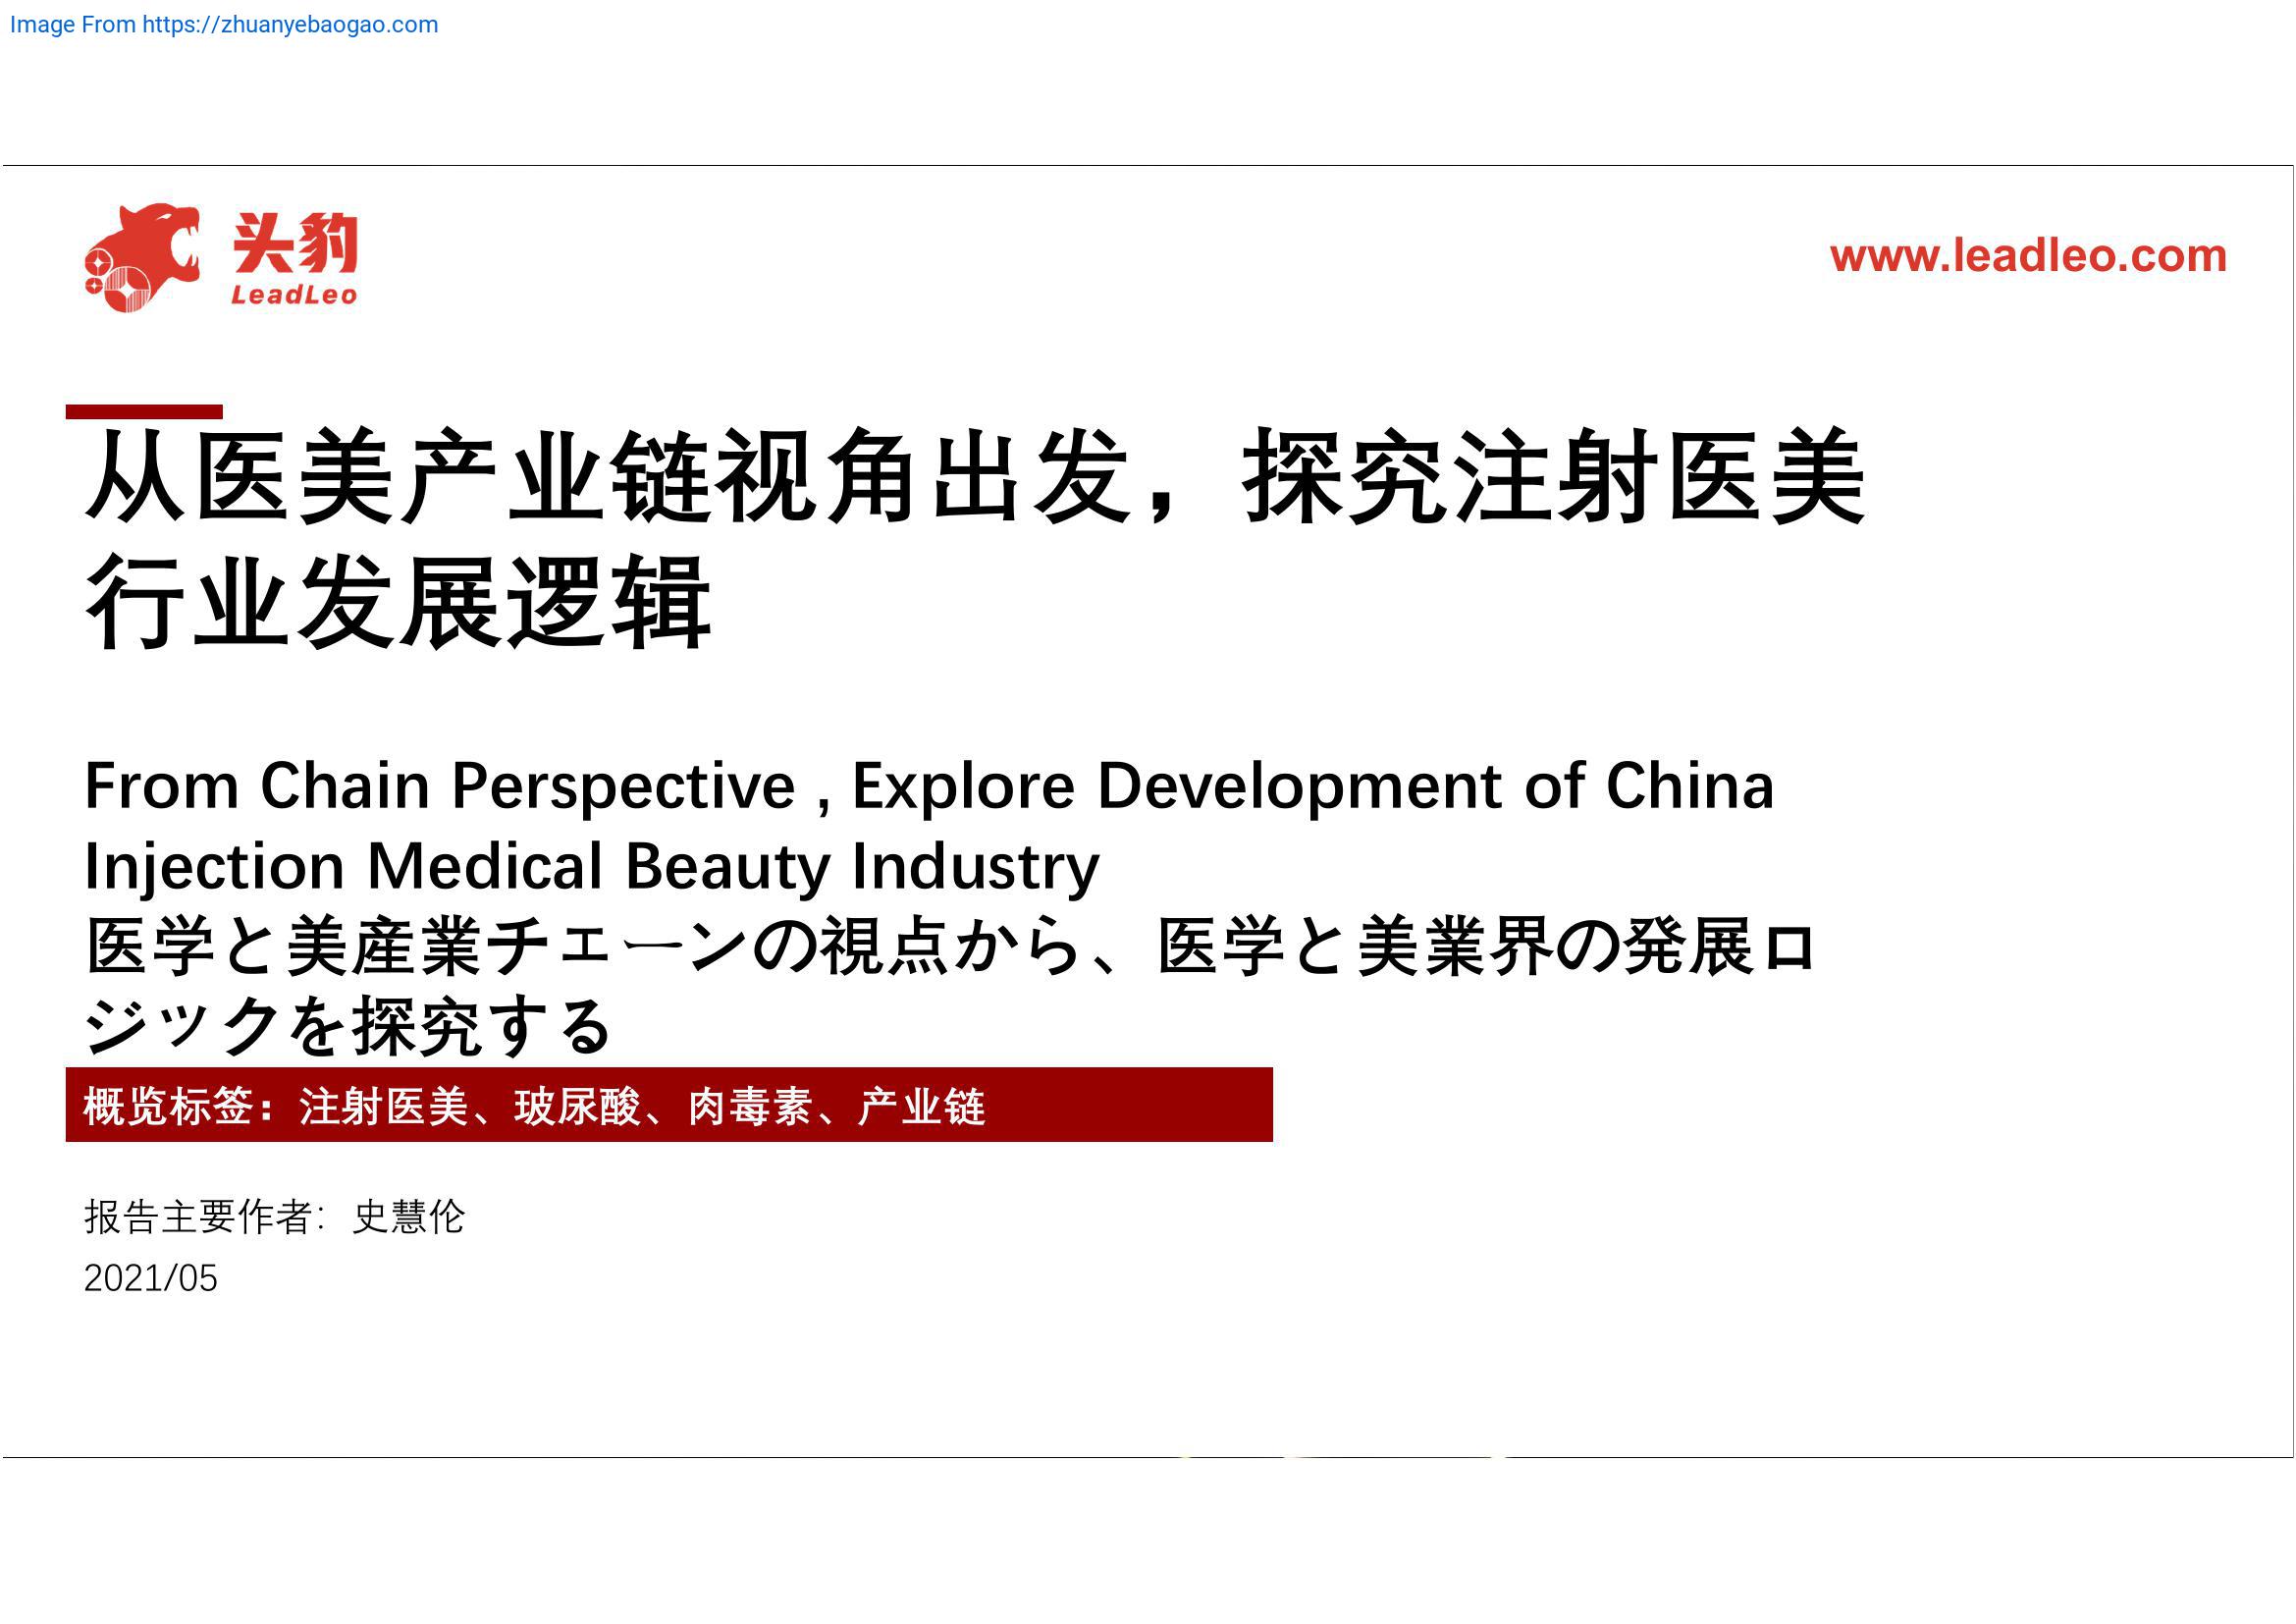 Image From https://zhuanyebaogao.com
头豹
LeadLeo
www.leadleo.com
从医美产业链视角出发，探究注射医美
行业发展逻辑
From Chain Perspective , Explore Development of China
Injection Medical Beauty Industry
医学と美産業チェーンの視点から、医学と美業界の発展ロ
ジックを探究する
概览标签：注射医美、玻尿酸、肉毒素、产业链
报告主要作者：史慧伦
2021/05